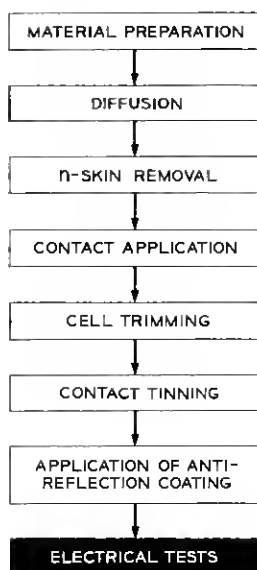 MATERIAL PREPARATION
DIFFUSION
n-SKIN REMOVAL
CONTACT APPLICATION
CELL TRIMMING
CONTACT TINNING
APPLICATION OF ANTI-
REFLECTION COATING
ELECTRICAL TESTS